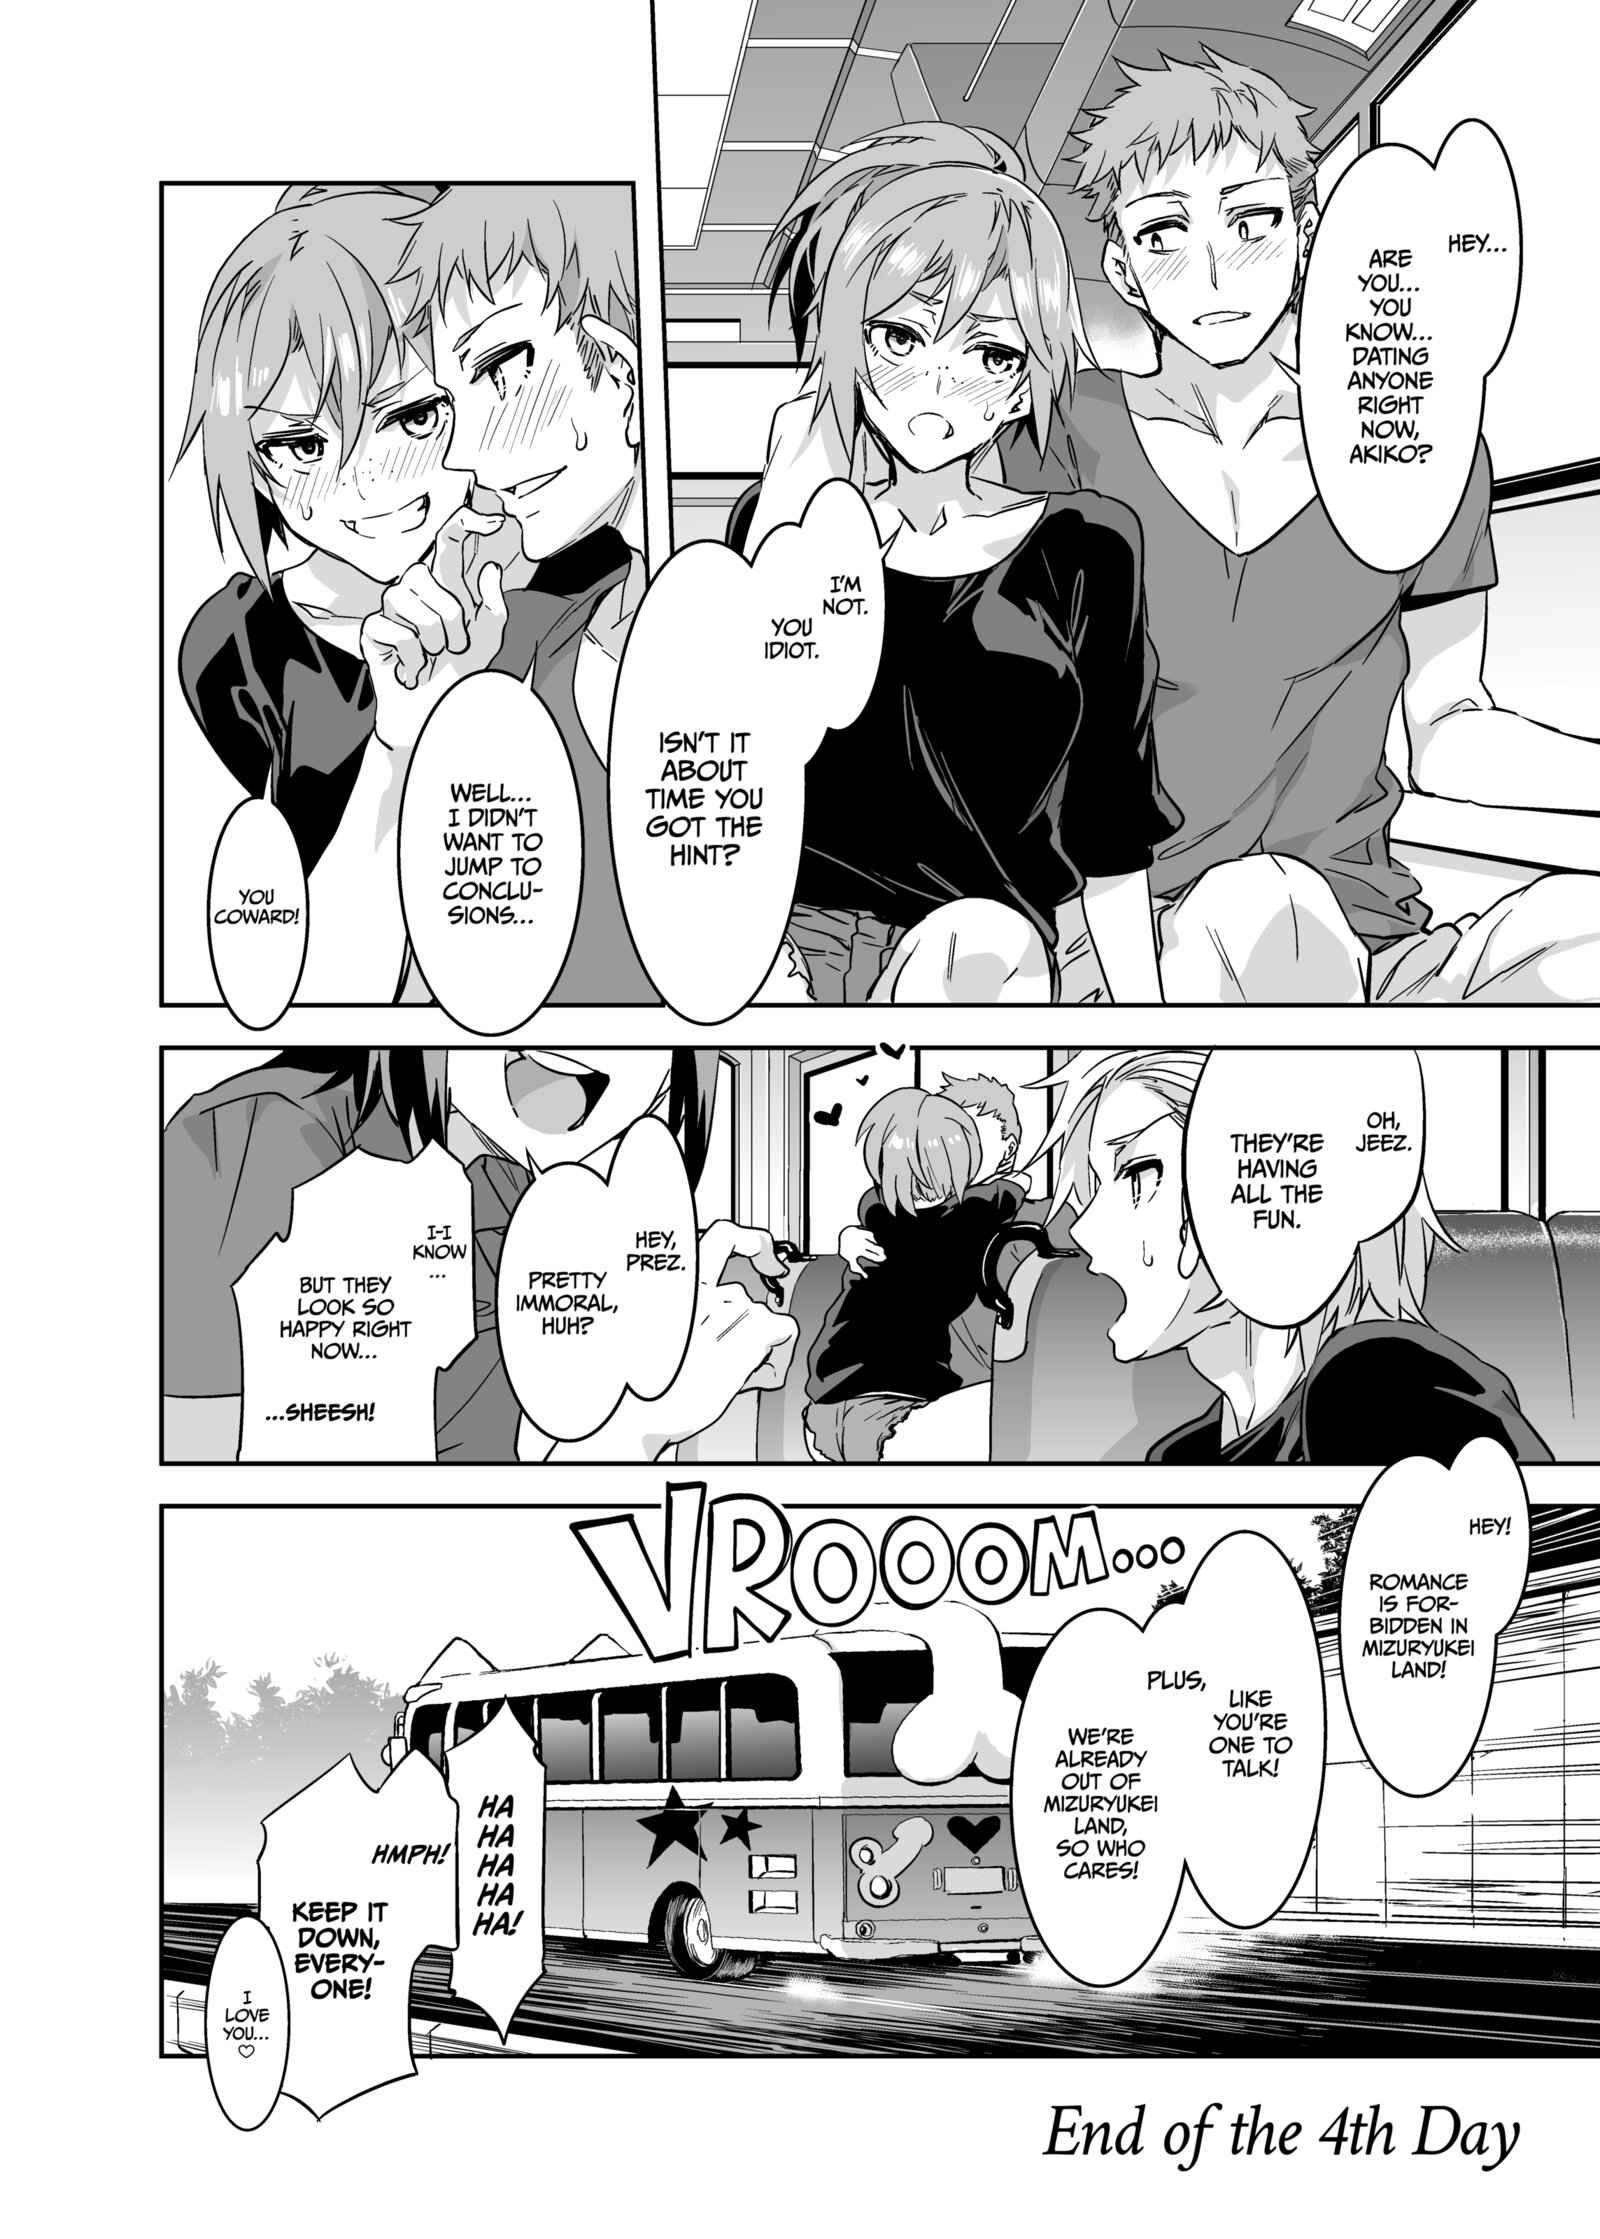 HEY...
ARE
YOU...
YOU
KNOW...
DATING
ANYONE
RIGHT
NOW,
AKIKO?
I'M
NOT.
YOU
IDIOT.
ISN'T IT
ABOUT
TIME YOU
GOT THE
HINT?
WELL...
I DIDN'T
WANT TO
JUMP TO
CONCLU-
SIONS...
YOU
COWARD!
OH,
JEEZ.
THEY'RE
HAVING
ALL THE
FUN.
HEY,
PREZ.
PRETTY
IMMORAL,
HUH?
I-I
KNOW
...
BUT THEY
LOOK SO
HAPPY RIGHT
NOW...
...SHEESH!
HEY!
ROMANCE
IS FOR-
BIDDEN IN
MIZURYUKEI
LAND!
VROOOM...
LIKE
YOU'RE
ONE TO
TALK!
PLUS,
WE'RE
ALREADY
OUT OF
MIZURYUKEI
LAND,
SO WHO
CARES!
HA
HA
HA
HA
HA!
HMPH!
KEEP IT
DOWN,
EVERY-
ONE!
I
LOVE
YOU...
♡
End of the 4th Day